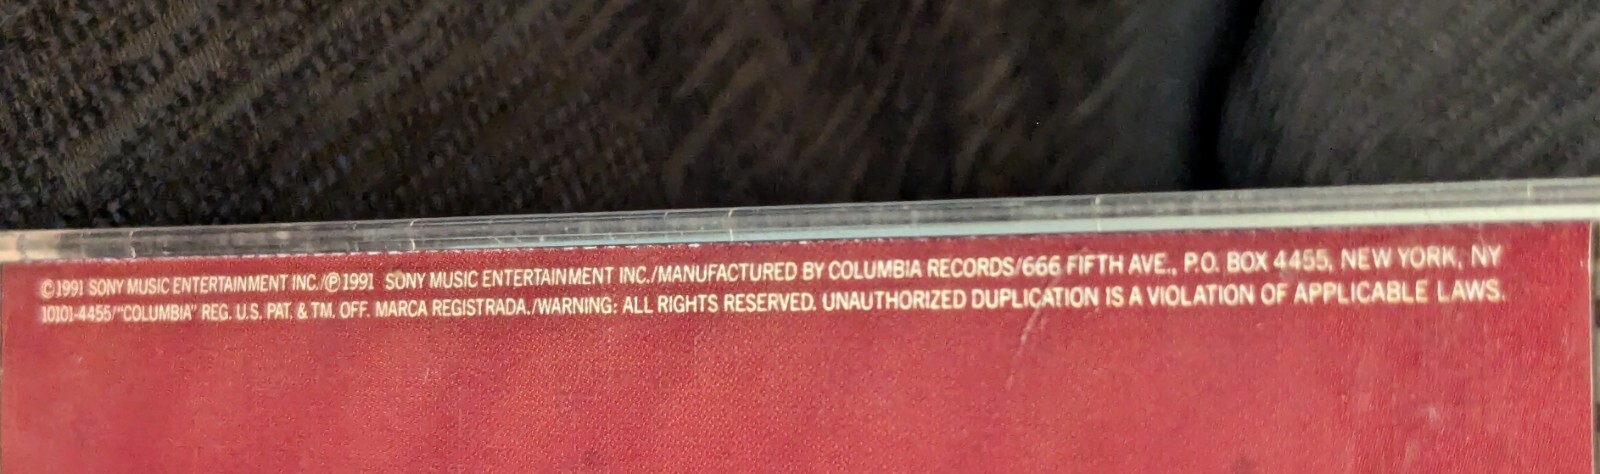 ©1991 SONY MUSIC ENTERTAINMENT INC./℗1991 SONY MUSIC ENTERTAINMENT INC./MANUFACTURED BY COLUMBIA RECORDS/666 FIFTH AVE., P.O. BOX 4455, NEW YORK, NY
10101-4455/"COLUMBIA" REG. U.S. PAT. & TM. OFF. MARCA REGISTRADA./WARNING: ALL RIGHTS RESERVED. UNAUTHORIZED DUPLICATION IS A VIOLATION OF APPLICABLE LAWS.